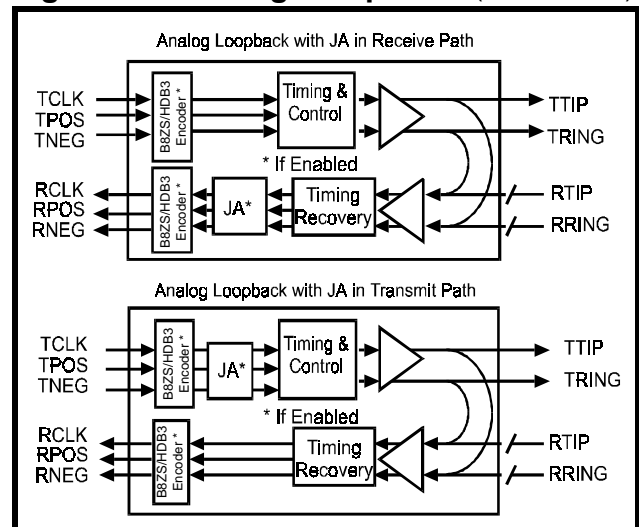 Analog Loopback with JA in Receive Path
TCLK
TPOS
TNEG
B8ZS/HDB3
Encoder *
Timing &
Control
TTIP
TRING
* If Enabled
RCLK
RPOS
RNEG
B8ZS/HDB3
Encoder *
JA*
Timing
Recovery
RTIP
RRING
Analog Loopback with JA in Transmit Path
TCLK
TPOS
TNEG
B8ZS/HDB3
Encoder *
JA*
Timing &
Control
TTIP
TRING
* If Enabled
RCLK
RPOS
RNEG
B8ZS/HDB3
Encoder *
Timing
Recovery
RTIP
RRING